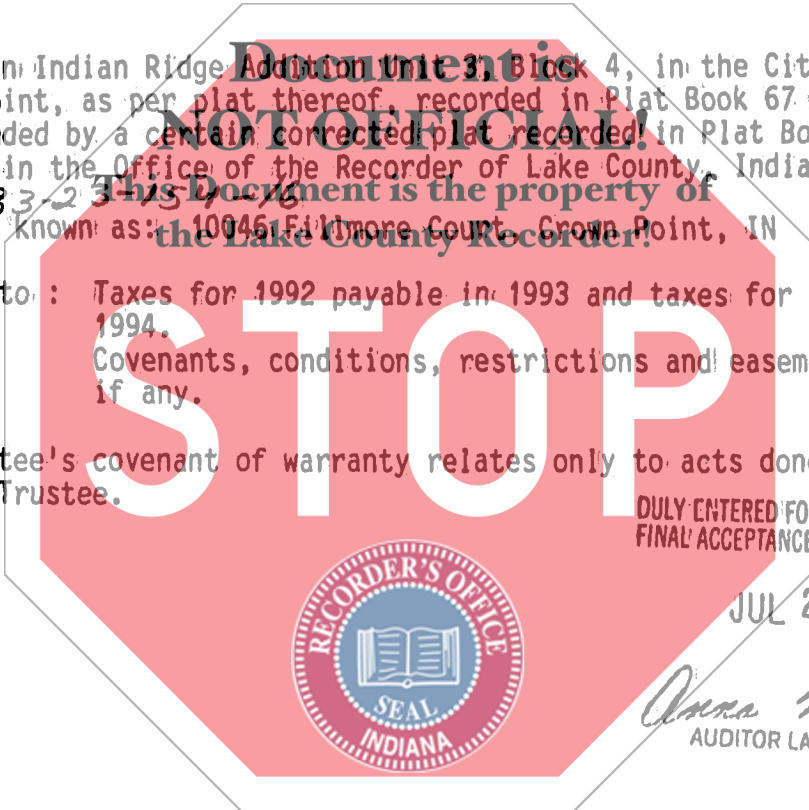 n Indian Ridge Addition Unit 3, Block 4, in the Cit
int, as per plat thereof, recorded in Plat Book 67
ded by a certain corrected plat recorded in Plat Bo
in the Office of the Recorder of Lake County, India
known as: 10046 Fillmore Court, Crown Point, IN
Document is
NOT OFFICIAL!
This Document is the property of
the Lake County Recorder!
to : Taxes for 1992 payable in 1993 and taxes for
1994.
Covenants, conditions, restrictions and easem
if any.
STOP
tee's covenant of warranty relates only to acts don
Trustee.
DULY ENTERED FO
FINAL ACCEPTANCE
JUL 2
RECORDER'S OFFICE
SEAL
INDIANA
Anna
AUDITOR LA